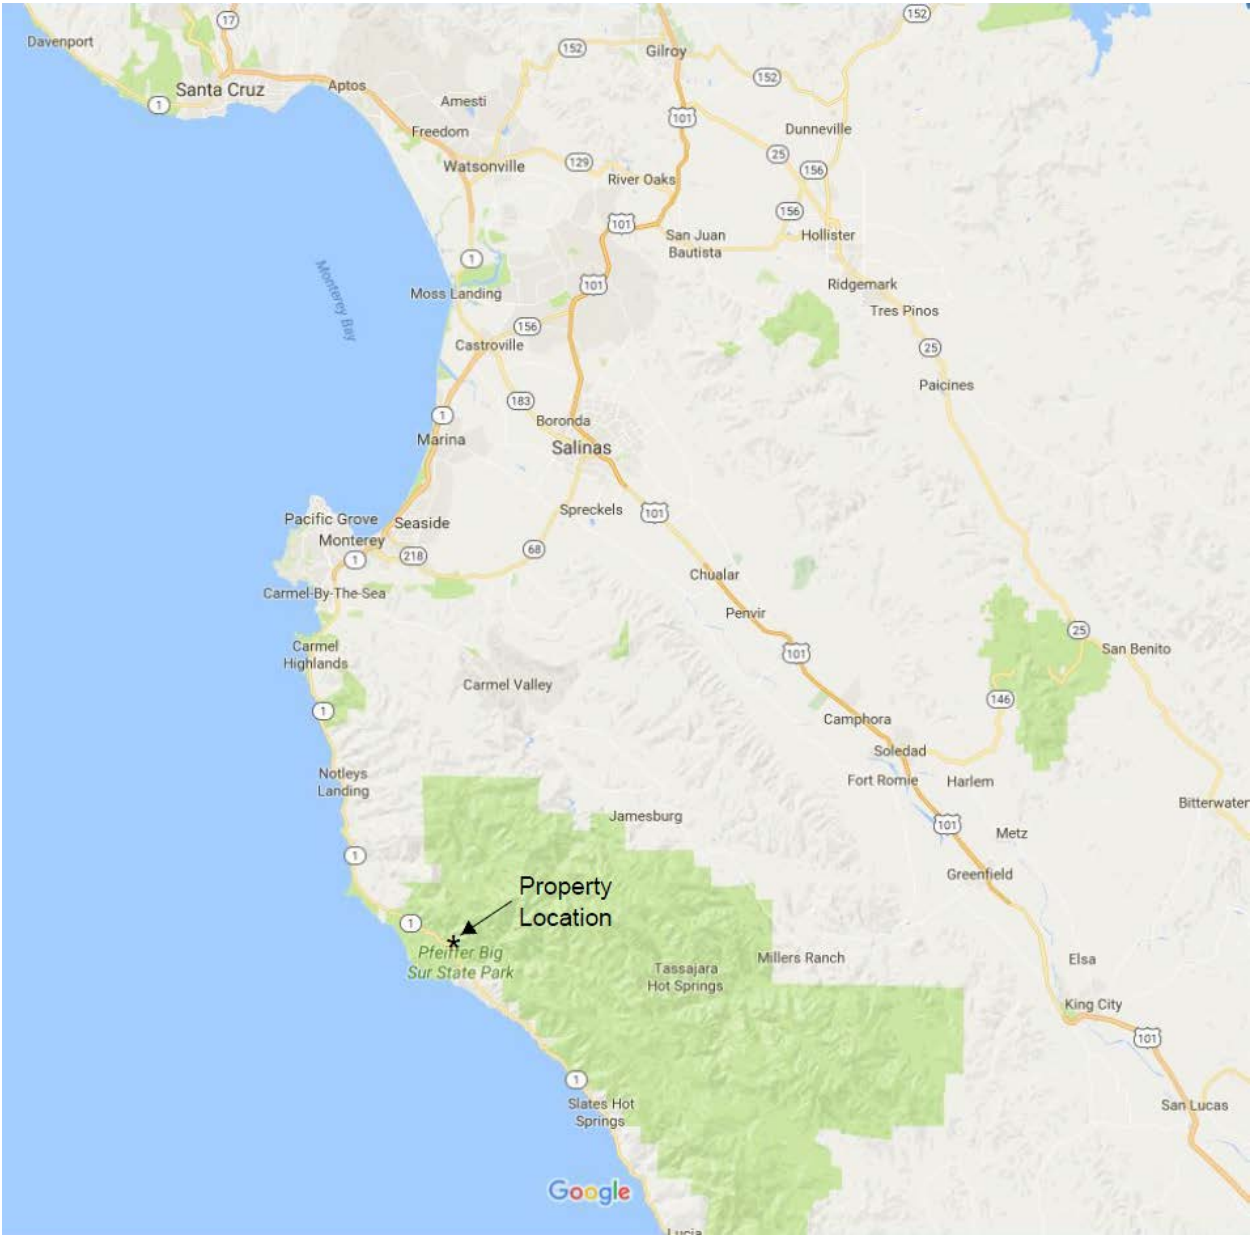 17
152
Davenport
152
Gilroy
152
Santa Cruz
Aptos
1
Amesti
101
Freedom
Dunneville
25
Watsonville
129
156
River Oaks
156
101
San Juan
Bautista
Hollister
1
Monterey Bay
Moss Landing
101
Ridgemark
Tres Pinos
156
Castroville
25
Paicines
183
1
Boronda
Marina
Salinas
Pacific Grove
Seaside
Spreckels
101
Monterey
1
218
68
Chualar
Carmel-By-The-Sea
Penvir
25
Carmel
Highlands
101
San Benito
Carmel Valley
146
1
Camphora
Soledad
Notleys
Landing
Fort Romie
Harlem
Bitterwater
Jamesburg
101
Metz
1
Greenfield
Property
Location
1
*
Pfeiffer Big
Sur State Park
Millers Ranch
Elsa
Tassajara
Hot Springs
King City
101
1
Slates Hot
Springs
San Lucas
Google
Lucia